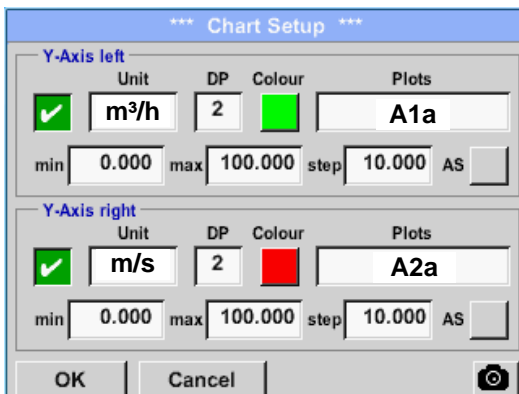 *** Chart Setup ***
Y-Axis left
Unit DP Colour Plots
m³/h 2 A1a
min 0.000 max 100.000 step 10.000 AS
Y-Axis right
Unit DP Colour Plots
m/s 2 A2a
min 0.000 max 100.000 step 10.000 AS
OK Cancel